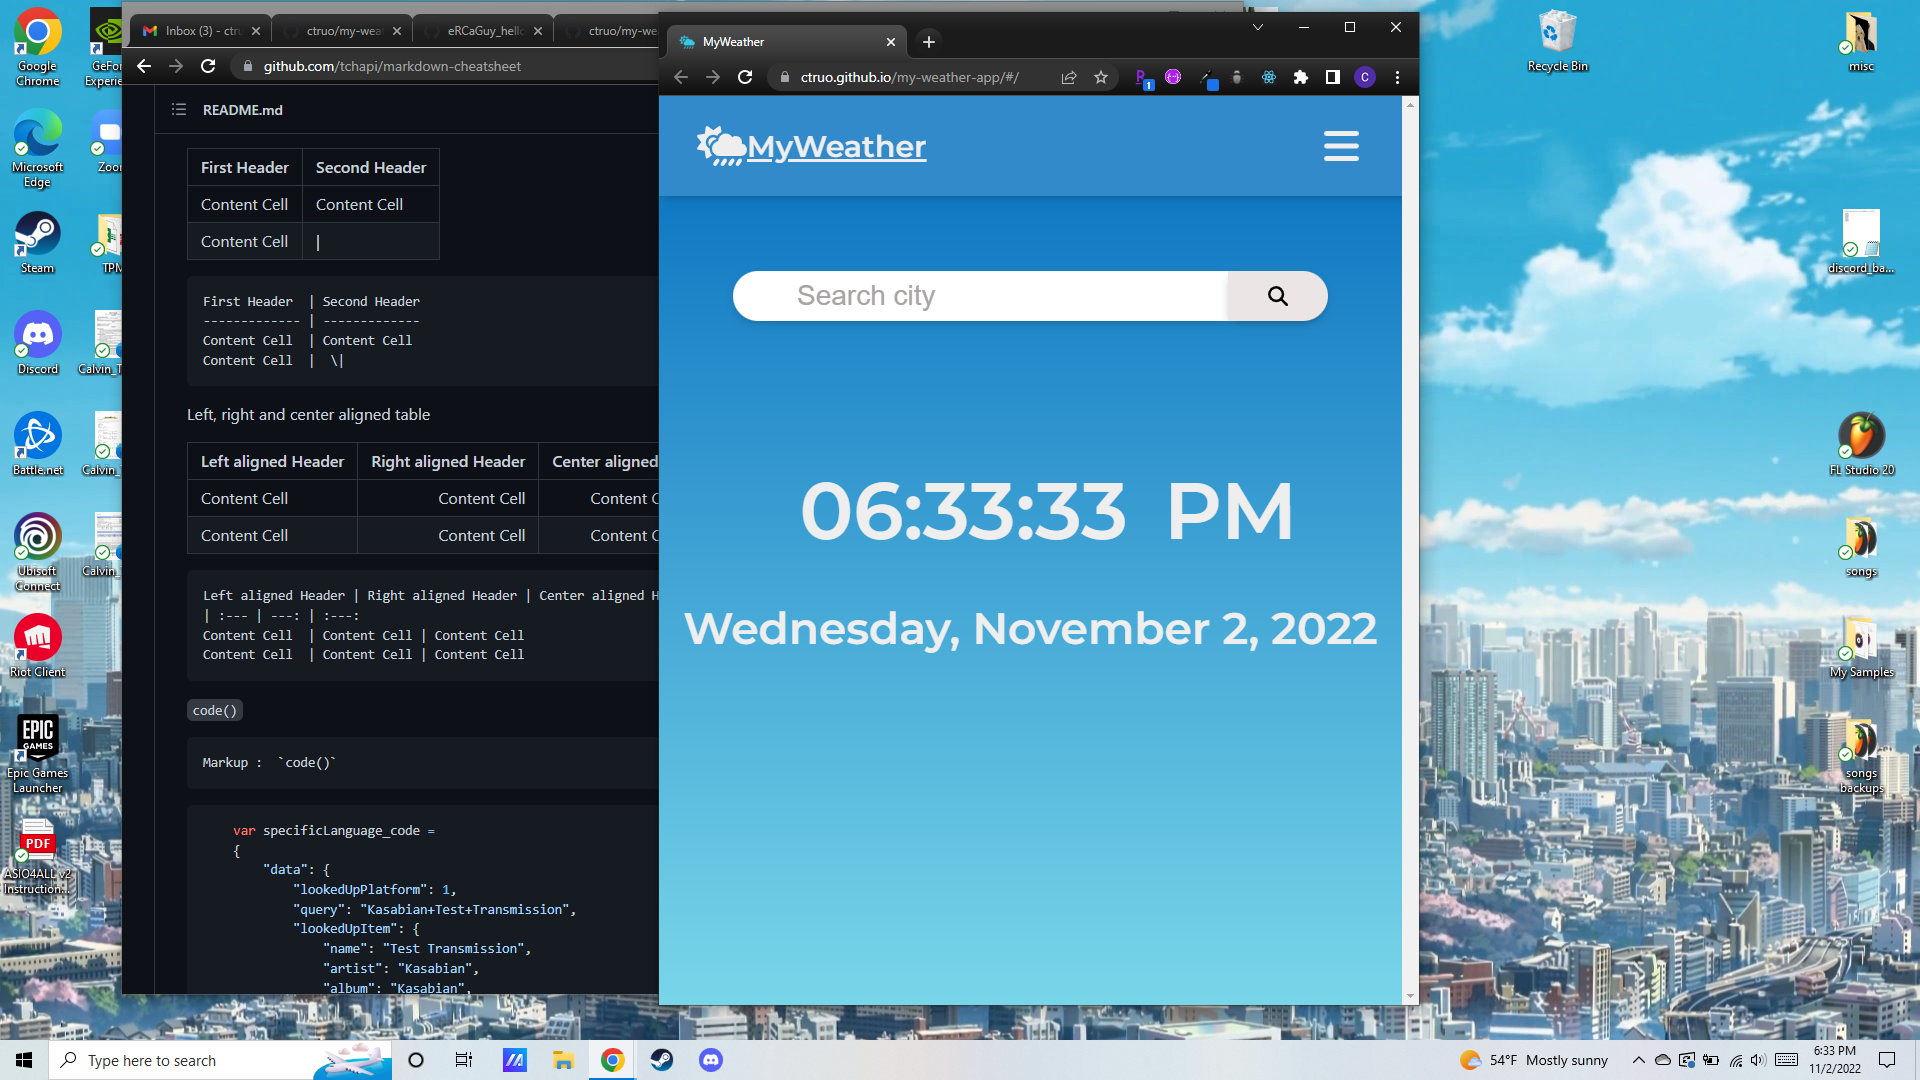 Google
Chrome
GeFor
Experie
Microsoft
Edge
Zoo
Steam
TPM
Discord
Calvin_T
Battle.net
Calvin_
Ubisoft
Connect
Calvin_
Riot Client
EPIC
GAMES
Epic Games
Launcher
PDF
ASIO4ALL v2
Instruction...
Inbox (3) - ctr
ctruo/my-wea
eRCaGuy_hello
ctruo/my-we
github.com/tchapi/markdown-cheatsheet
README.md
First Header Second Header
Content Cell Content Cell
Content Cell |
First Header | Second Header
------------- | -------------
Content Cell | Content Cell
Content Cell | \|
Left, right and center aligned table
Left aligned Header Right aligned Header Center aligned
Content Cell Content Cell Content C
Content Cell Content Cell Content C
Left aligned Header | Right aligned Header | Center aligned H
| :--- | ---: | :---:
Content Cell | Content Cell | Content Cell
Content Cell | Content Cell | Content Cell
code()
Markup : `code()`
var specificLanguage_code =
{
"data": {
"lookedUpPlatform": 1,
"query": "Kasabian+Test+Transmission",
"lookedUpItem": {
"name": "Test Transmission",
"artist": "Kasabian",
"album": "Kasabian",
MyWeather
ctruo.github.io/my-weather-app/#/
1
C
MyWeather
Search city
06:33:33 PM
Wednesday, November 2, 2022
Recycle Bin
misc
discord_ba...
FL Studio 20
songs
My Samples
songs
backups
Type here to search
54°F Mostly sunny
6:33 PM
11/2/2022